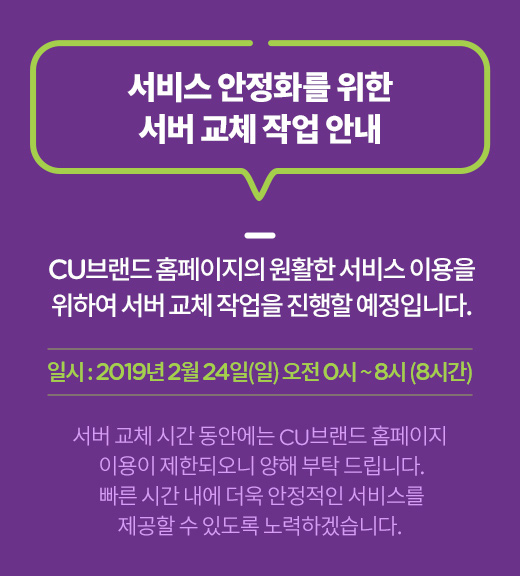 서비스 안정화를 위한
서버 교체 작업 안내
CU브랜드 홈페이지의 원활한 서비스 이용을
위하여 서버 교체 작업을 진행할 예정입니다.
일시 : 2019년 2월 24일(일) 오전 0시 ~ 8시 (8시간)
서버 교체 시간 동안에는 CU브랜드 홈페이지
이용이 제한되오니 양해 부탁 드립니다.
빠른 시간 내에 더욱 안정적인 서비스를
제공할 수 있도록 노력하겠습니다.